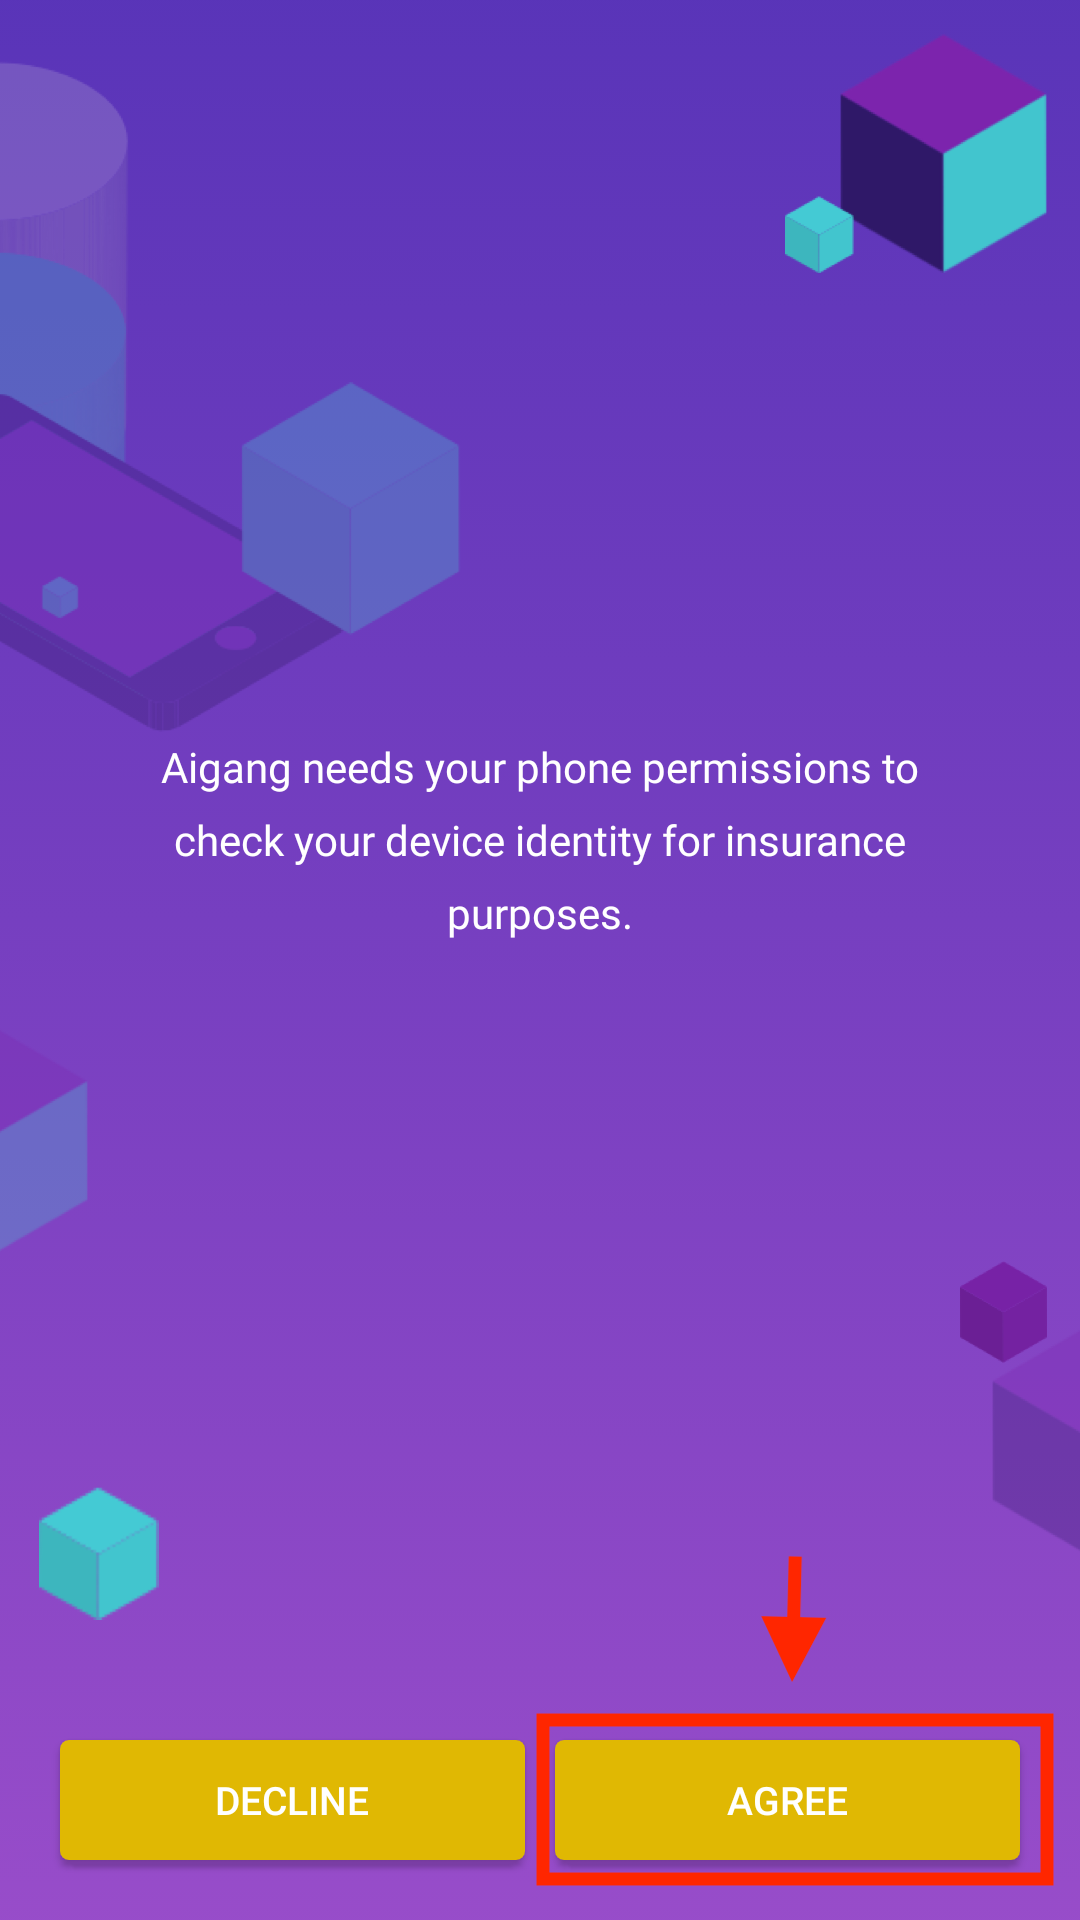 Aigang needs your phone permissions to
check your device identity for insurance
purposes.
DECLINE
AGREE